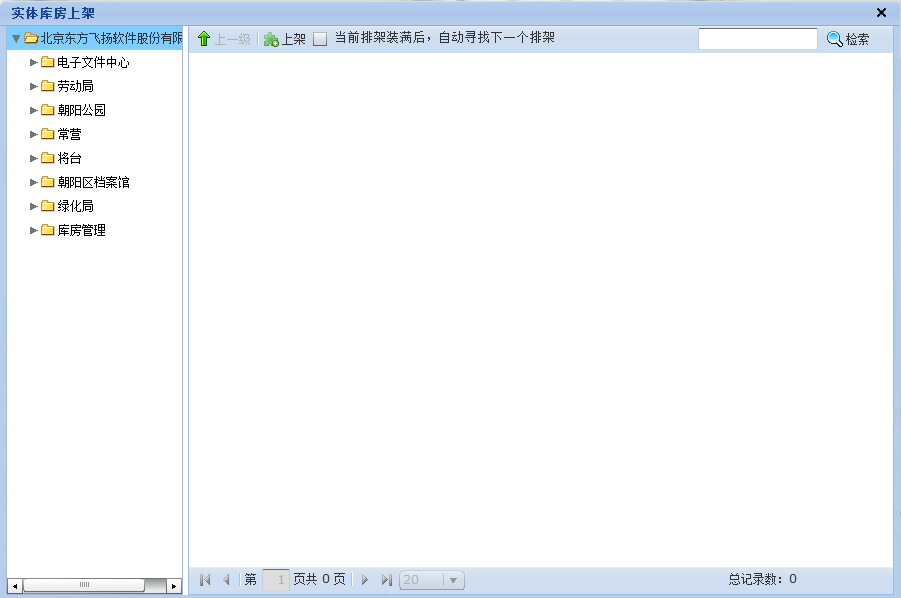 实体库房上架
北京东方飞扬软件股份有限
电子文件中心
劳动局
朝阳公园
常营
将台
朝阳区档案馆
绿化局
库房管理
上一级 上架 当前排架装满后，自动寻找下一个排架 检索
第 1 页共 0 页 20 总记录数：0